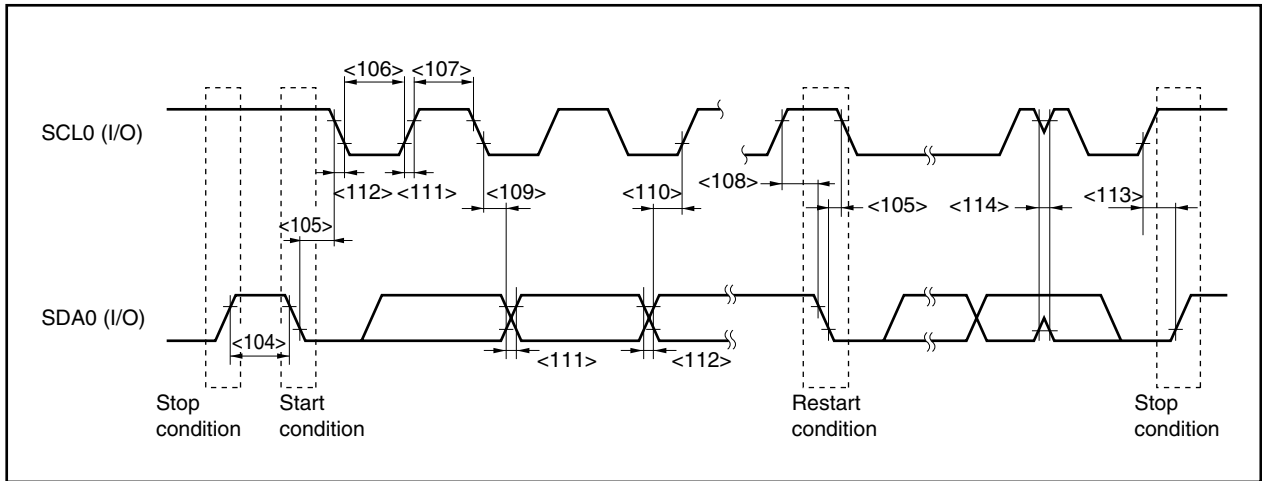 <106> <107>
SCL0 (I/O)
<112> <111> <109> <110> <108> <105> <114> <113>
<105>
SDA0 (I/O)
<104> <111> <112>
Stop condition
Start condition
Restart condition
Stop condition